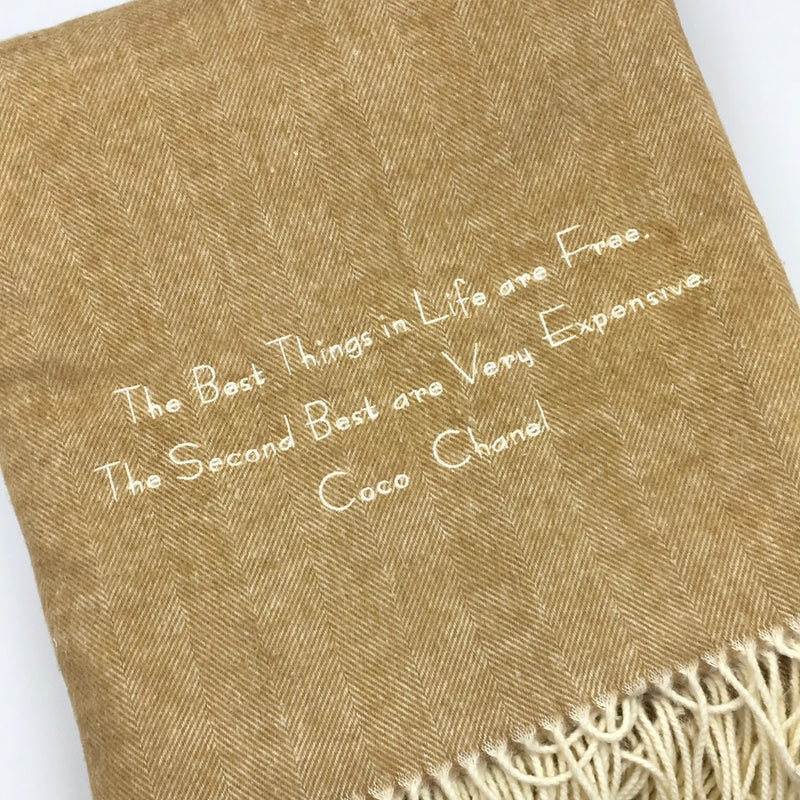 The Best Things in Life are Free.
The Second Best are Very Expensive.
Coco Chanel